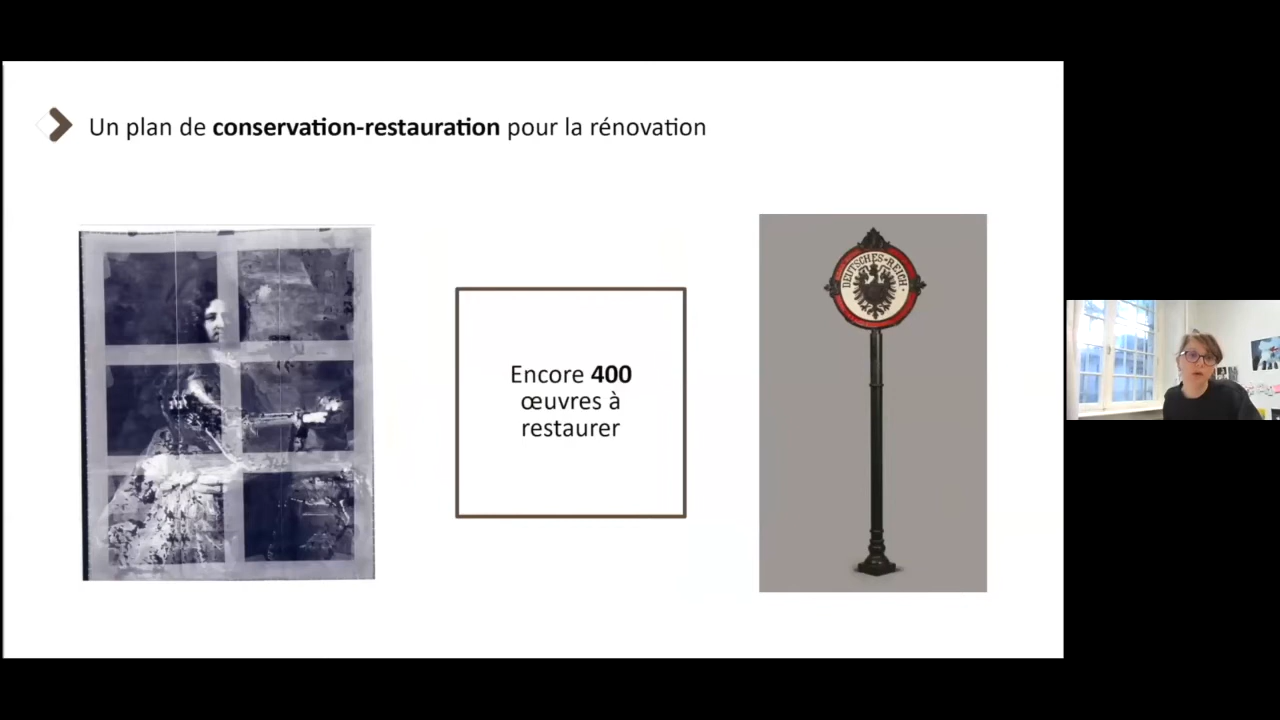 Un plan de conservation-restauration pour la rénovation
Encore 400
œuvres à
restaurer
DEUTSCHES REICH